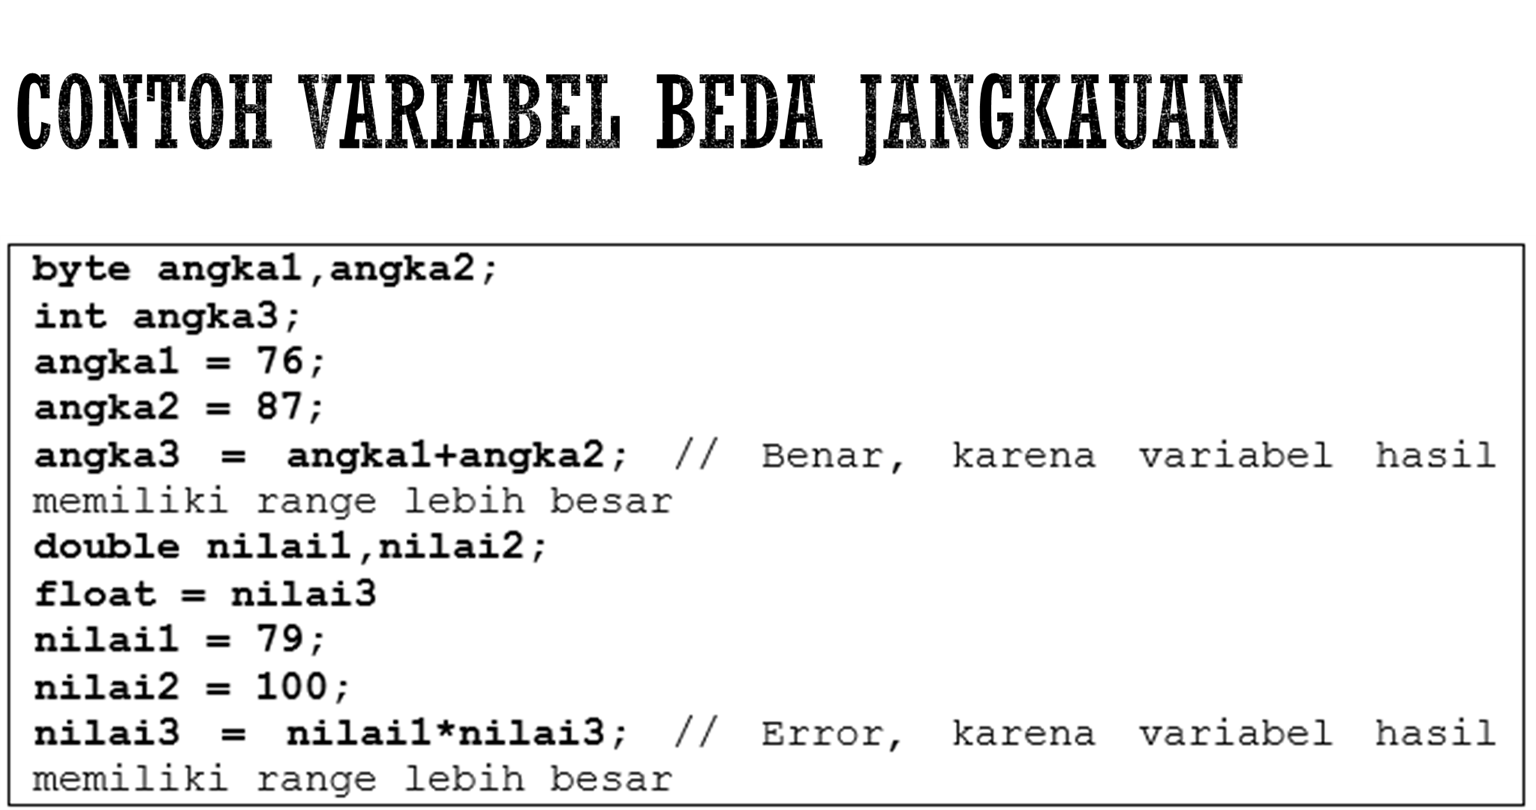 CONTOH VARIABEL BEDA JANGKAUAN
byte angka1,angka2;
int angka3;
angka1 = 76;
angka2 = 87;
angka3 = angka1+angka2; // Benar, karena variabel hasil
memiliki range lebih besar
double nilai1,nilai2;
float = nilai3
nilai1 = 79;
nilai2 = 100;
nilai3 = nilai1*nilai3; // Error, karena variabel hasil
memiliki range lebih besar